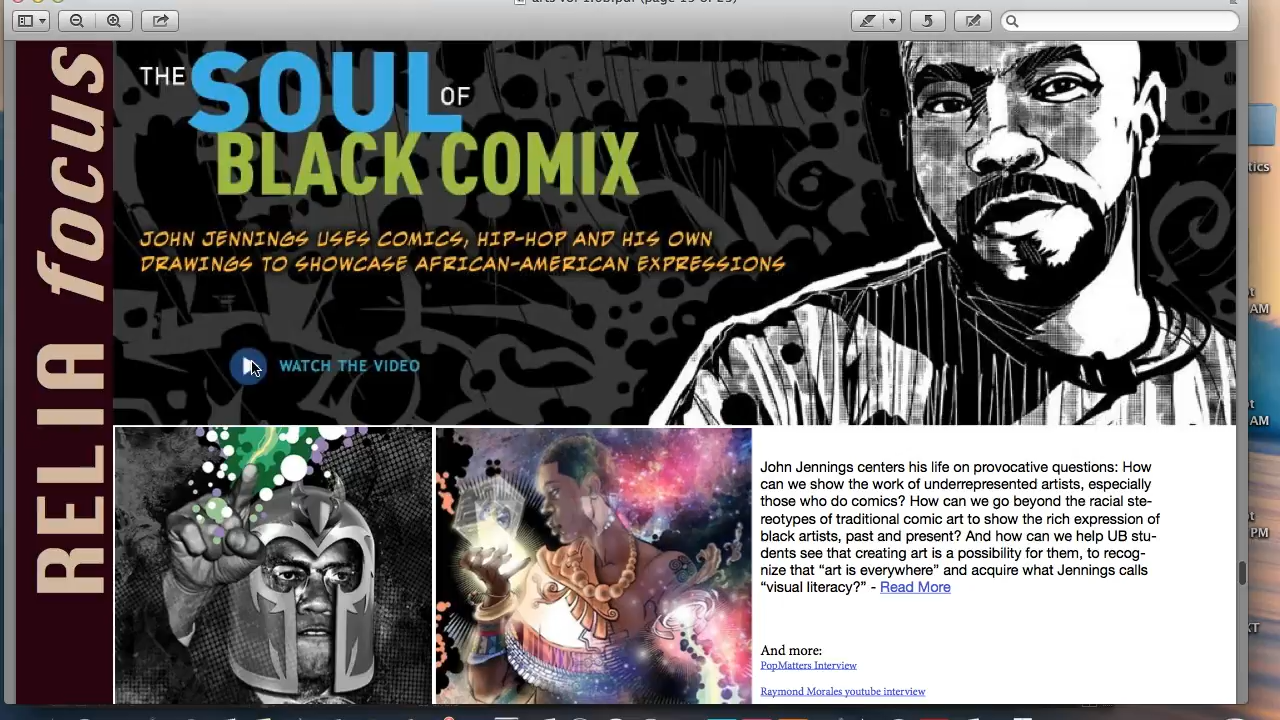 RELIA focus
THE SOUL OF
BLACK COMIX
JOHN JENNINGS USES COMICS, HIP-HOP AND HIS OWN
DRAWINGS TO SHOWCASE AFRICAN-AMERICAN EXPRESSIONS
WATCH THE VIDEO
John Jennings centers his life on provocative questions: How
can we show the work of underrepresented artists, especially
those who do comics? How can we go beyond the racial ste-
reotypes of traditional comic art to show the rich expression of
black artists, past and present? And how can we help UB stu-
dents see that creating art is a possibility for them, to recog-
nize that “art is everywhere” and acquire what Jennings calls
“visual literacy?” - Read More
And more:
PopMatters Interview
Raymond Morales youtube interview
tics
AM
AM
PM